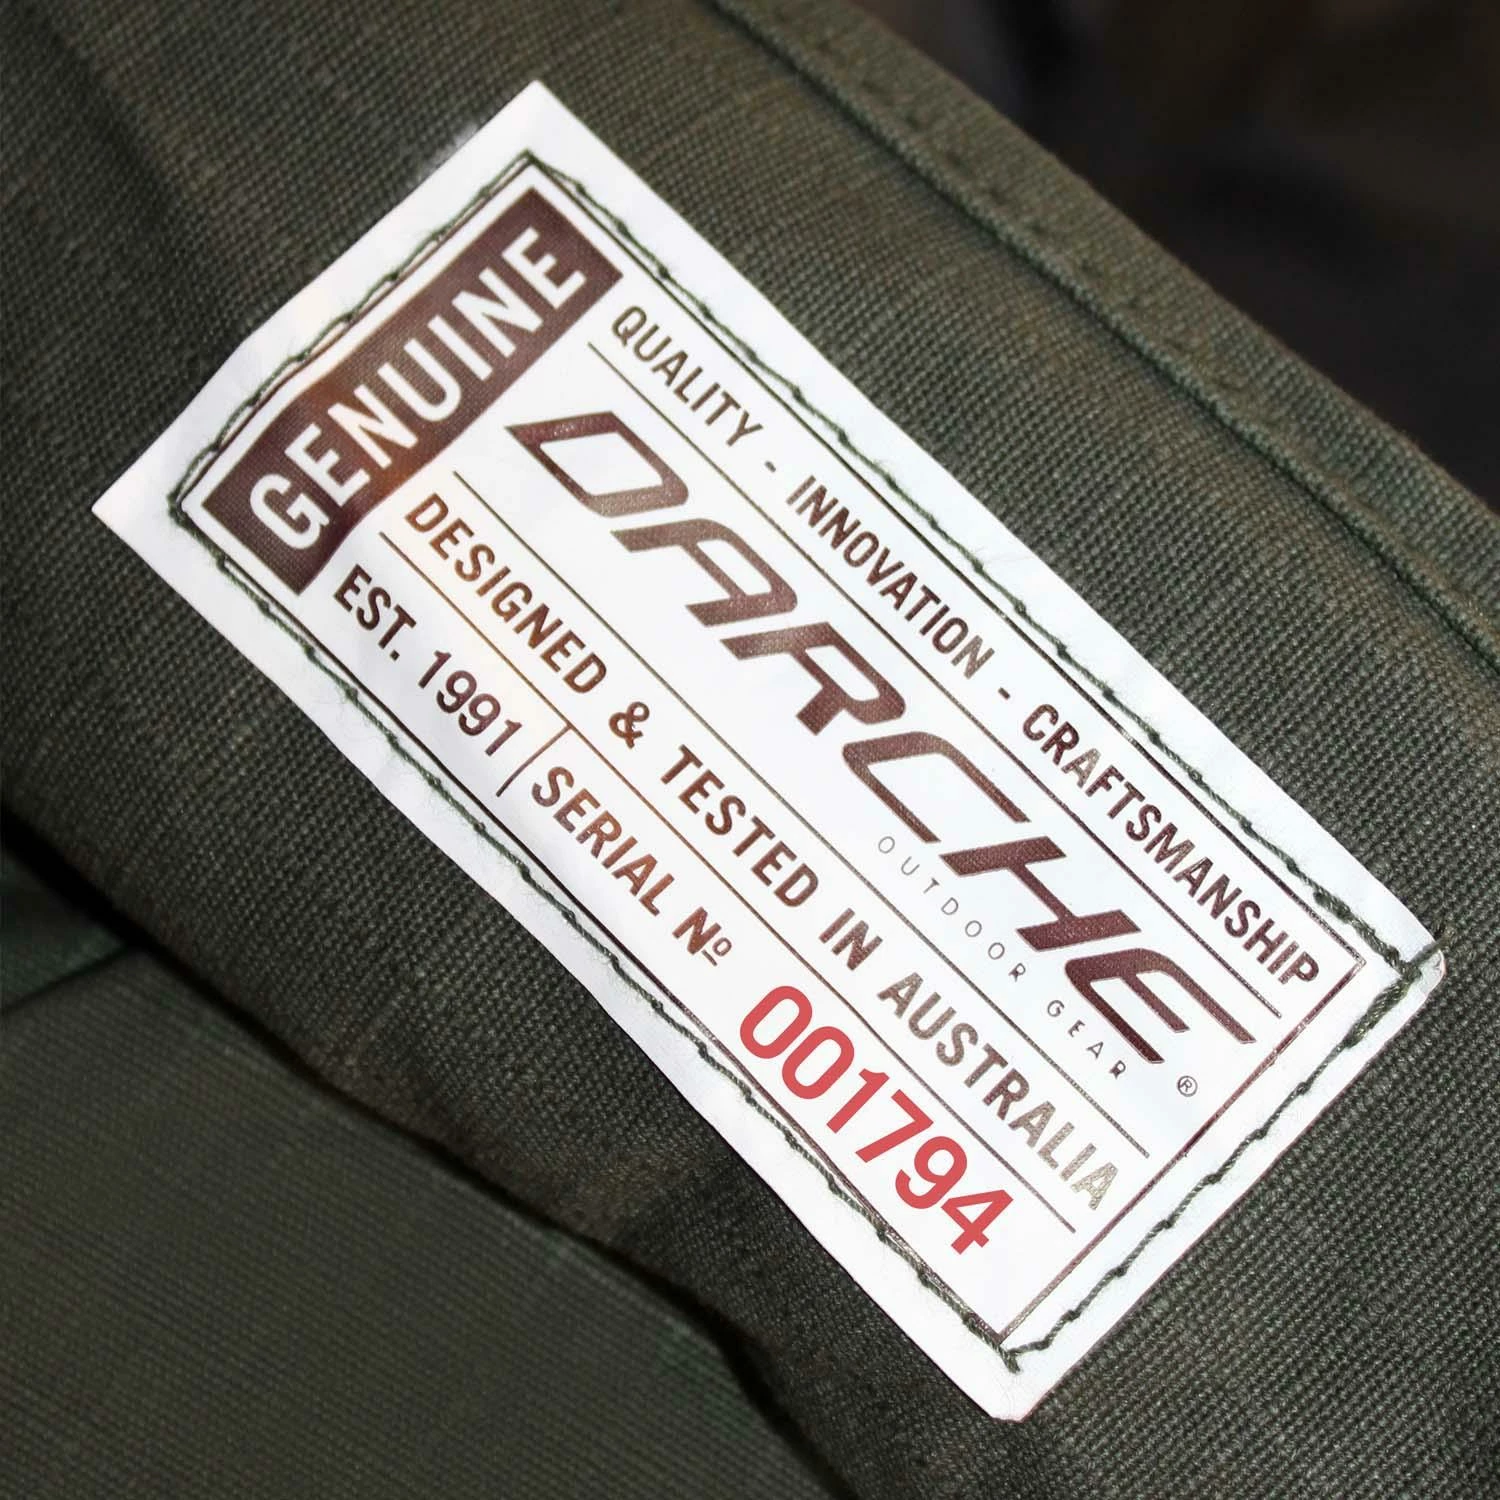 GENUINE
QUALITY - INNOVATION - CRAFTSMANSHIP
DARCHE
OUTDOOR GEAR ®
DESIGNED & TESTED IN AUSTRALIA
EST. 1991 | SERIAL Nº 001794